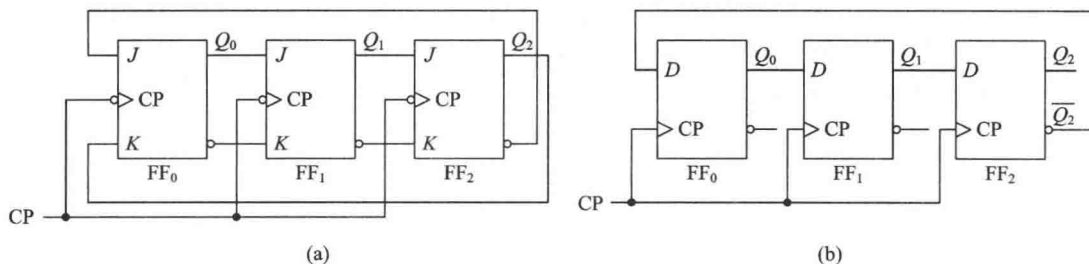 J Q₀ J Q₁ J Q₂
CP CP CP
K K K
FF₀ FF₁ FF₂
CP
(a)
D Q₀ D Q₁ D Q₂
CP CP CP Q̅₂
FF₀ FF₁ FF₂
CP
(b)